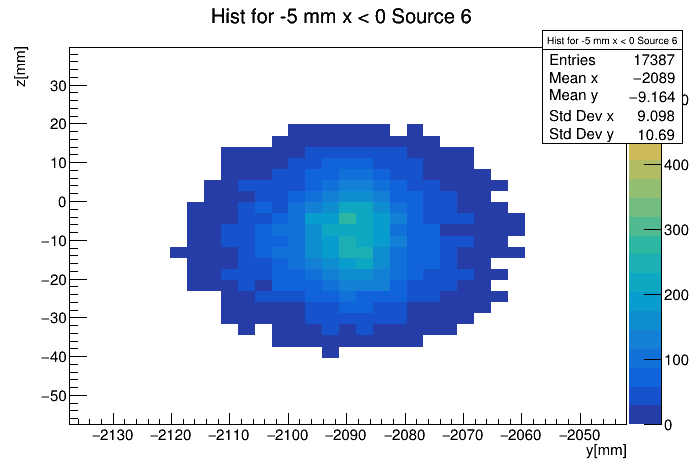 Hist for -5 mm x < 0 Source 6
Hist for -5 mm x < 0 Source 6
Entries 17387
Mean x −2089
Mean y −9.164
Std Dev x 9.098
Std Dev y 10.69
z[mm]
30
20
10
0
−10
−20
−30
−40
−50
−2130 −2120 −2110 −2100 −2090 −2080 −2070 −2060 −2050
y[mm]
0
400
300
200
100
0